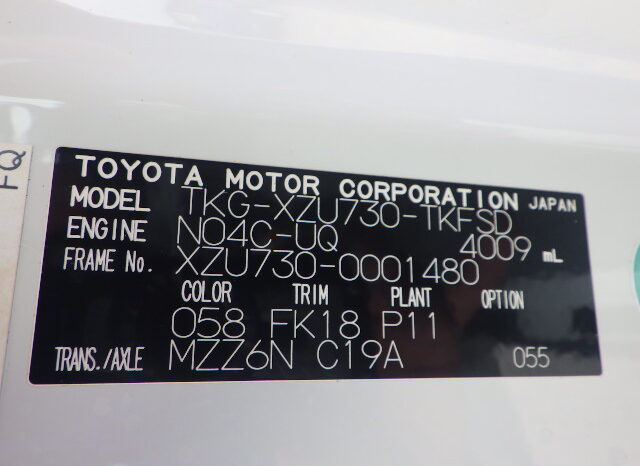 FQ
TOYOTA MOTOR CORPORATION JAPAN
MODEL TKG-XZU730-TKFSD
ENGINE N04C-UQ 4009 mL
FRAME No. XZU730-0001480
COLOR TRIM PLANT OPTION
058 FK18 P11
TRANS./AXLE MZZ6N C19A 055